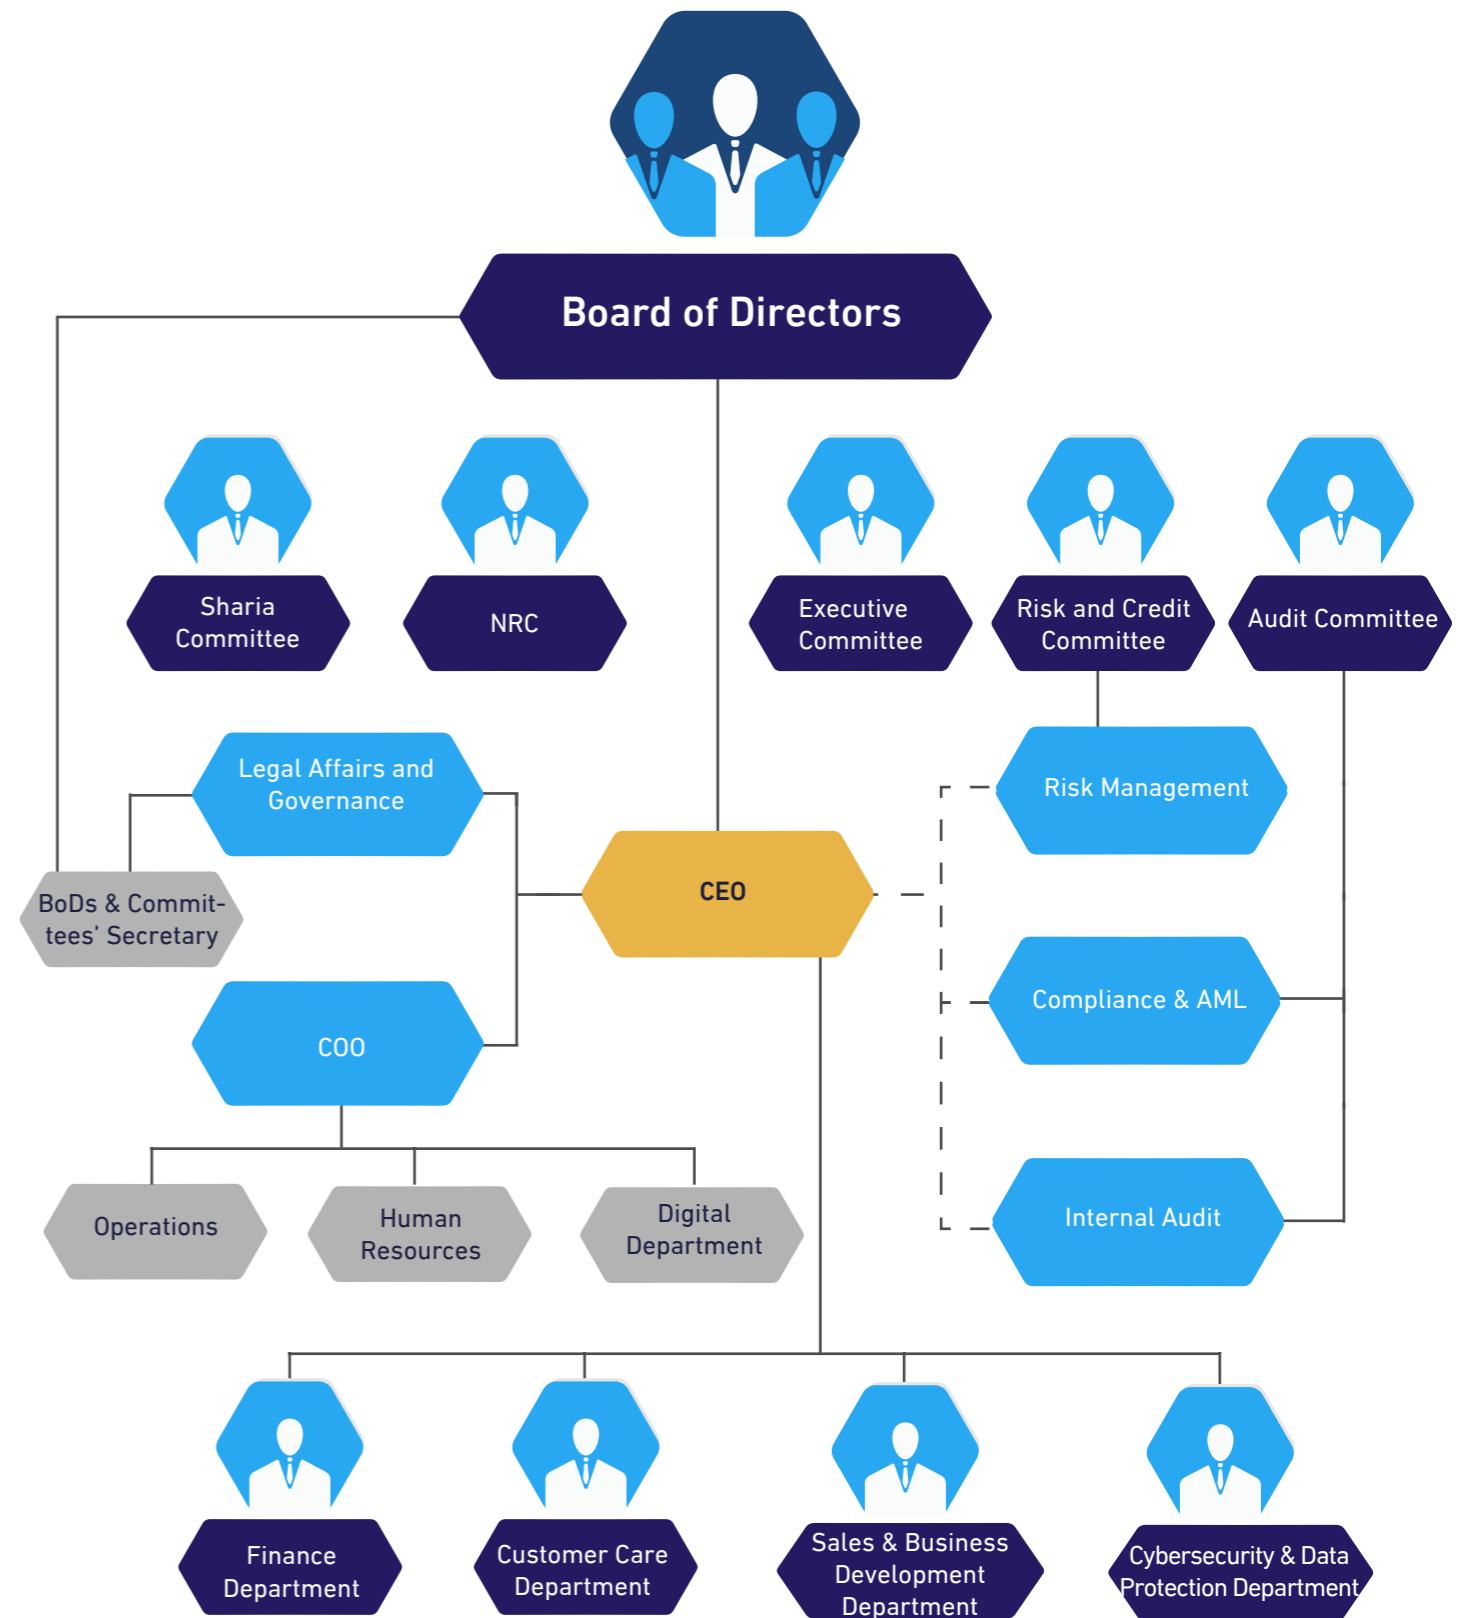 Board of Directors
Sharia
Committee
NRC
Executive
Committee
Risk and Credit
Committee
Audit Committee
Legal Affairs and
Governance
Risk Management
CEO
BoDs & Commit-
tees’ Secretary
Compliance & AML
COO
Operations
Human
Resources
Digital
Department
Internal Audit
Finance
Department
Customer Care
Department
Sales & Business
Development
Department
Cybersecurity & Data
Protection Department